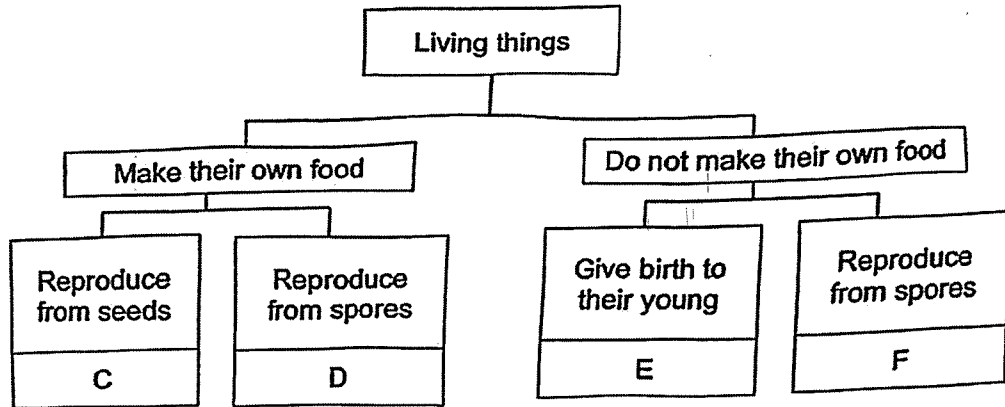 Living things
Make their own food
Do not make their own food
Reproduce
from seeds
C
Reproduce
from spores
D
Give birth to
their young
E
Reproduce
from spores
F